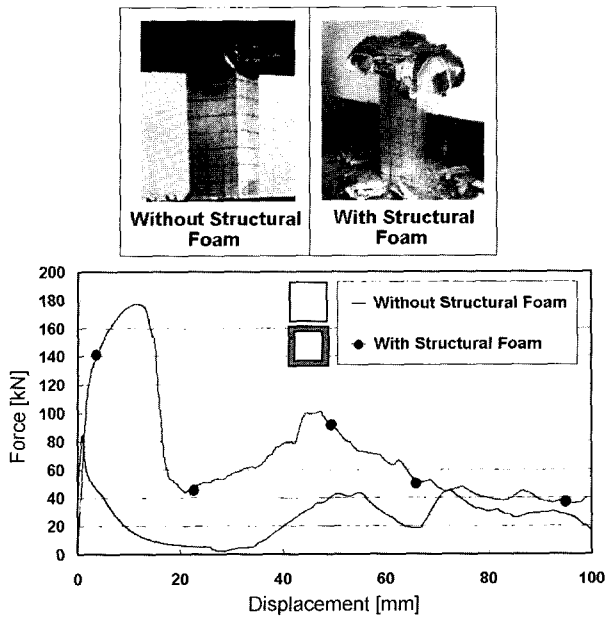 Without Structural
Foam
With Structural
Foam
200
180
160
140
120
100
80
60
40
20
0
Force [kN]
Without Structural Foam
With Structural Foam
0
20
40
60
80
100
Displacement [mm]